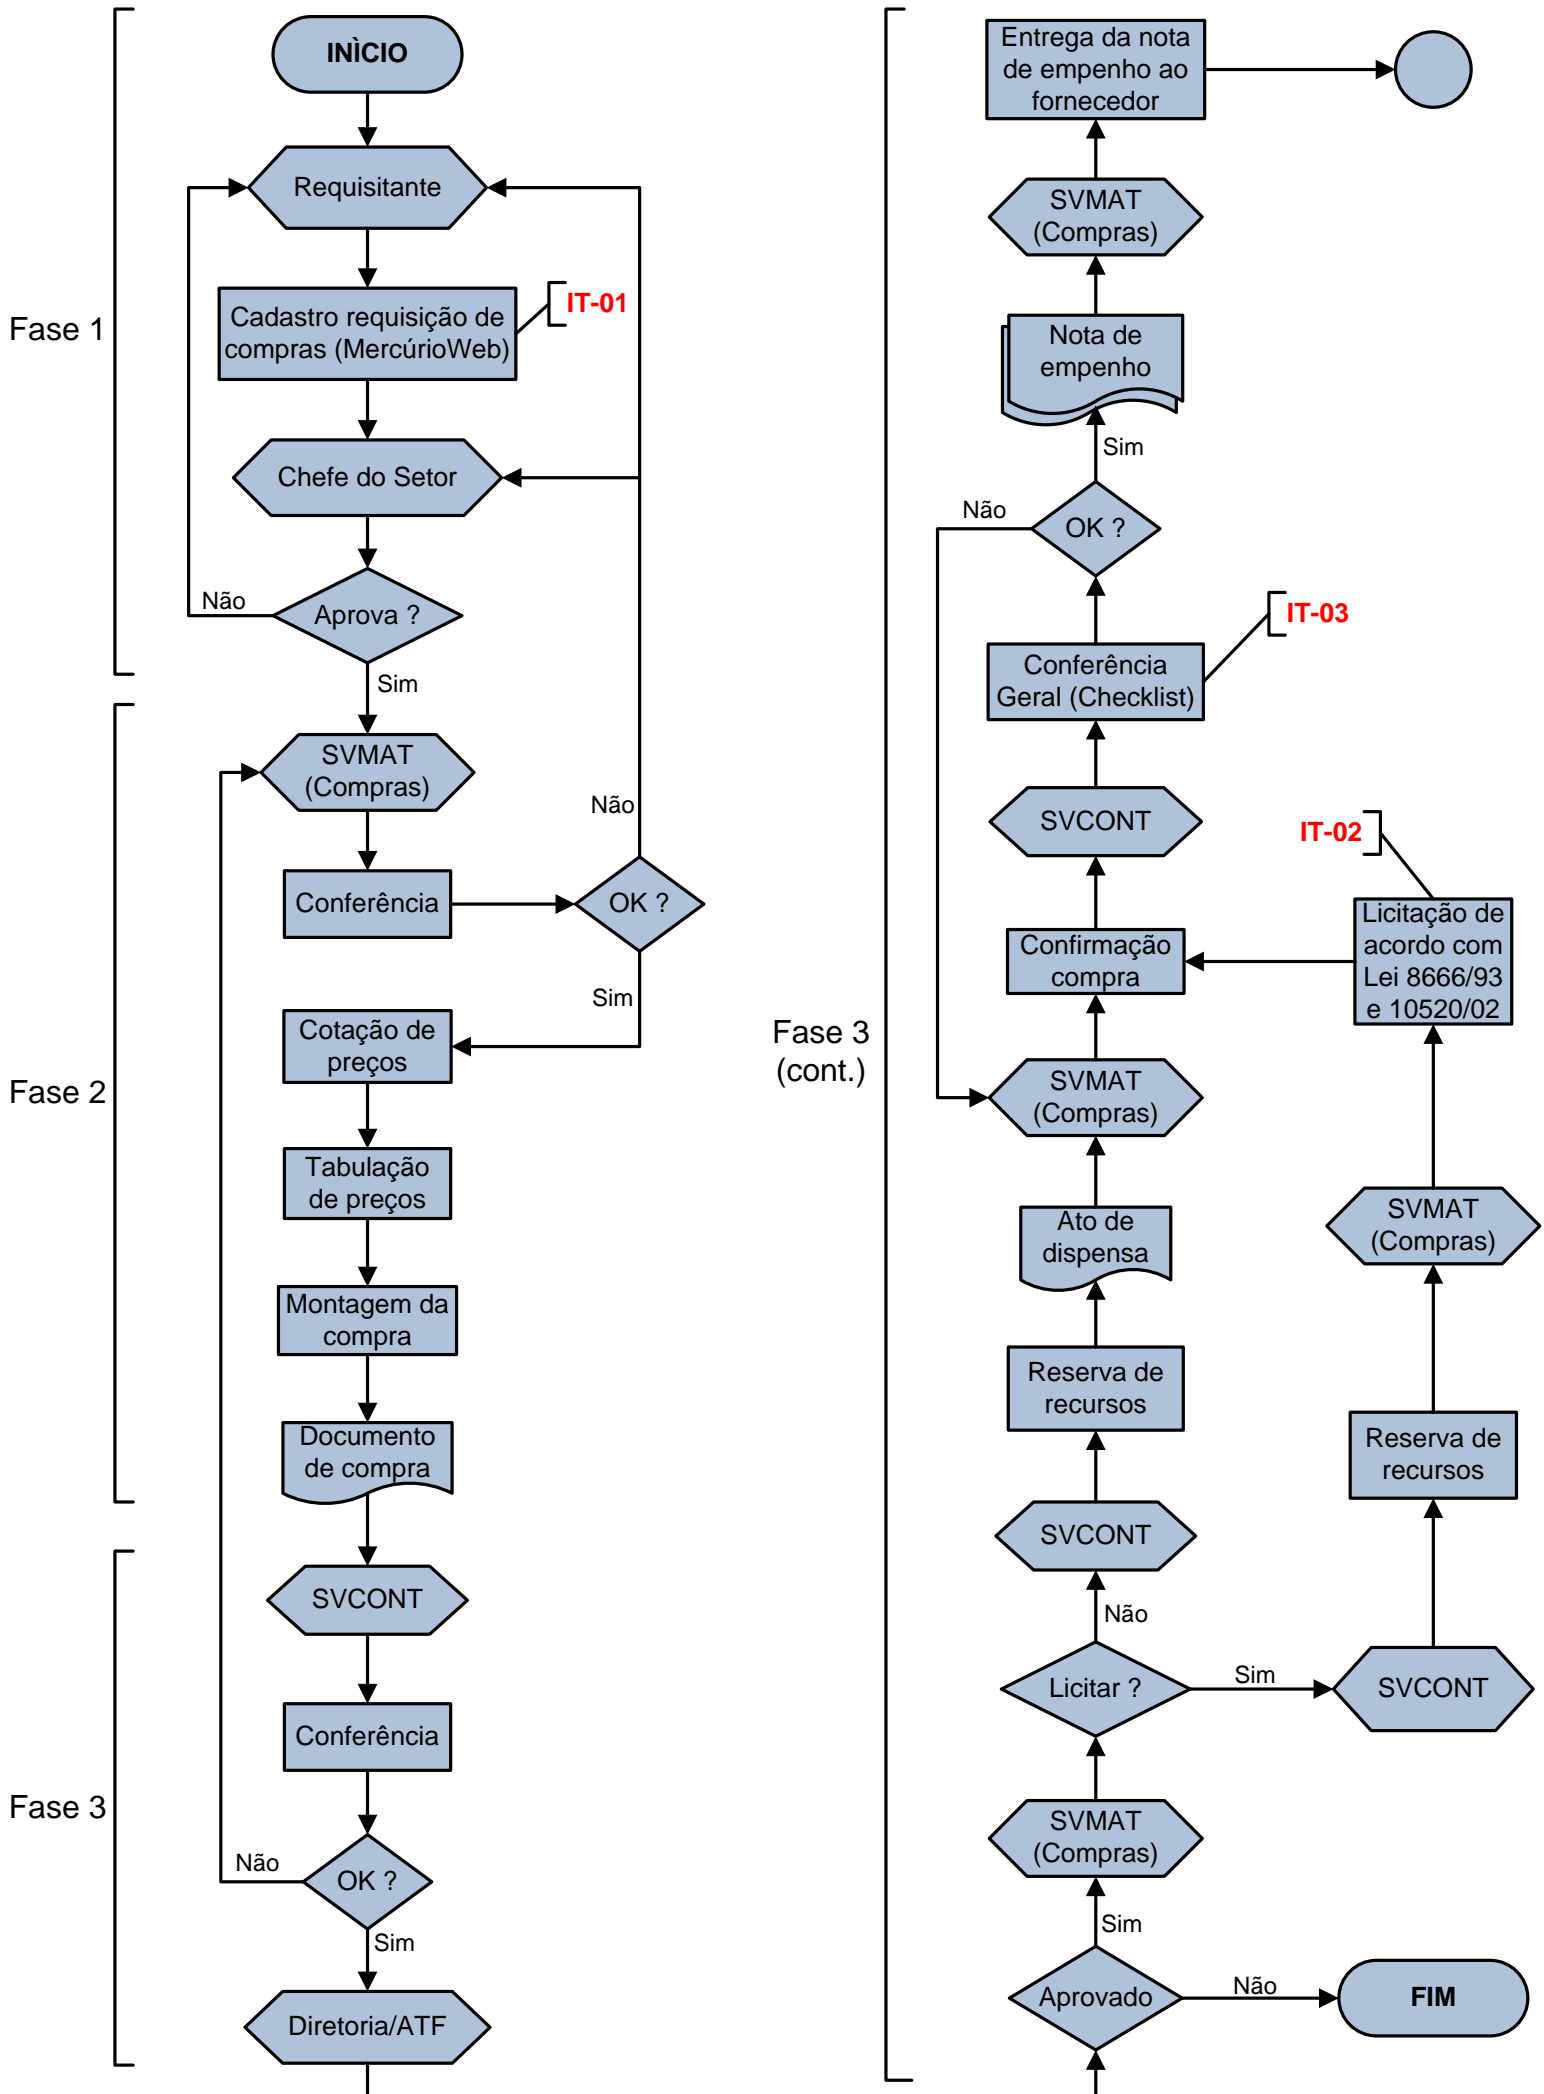 INÌCIO
Requisitante
Cadastro requisição de
compras (MercúrioWeb)
IT-01
Fase 1
Chefe do Setor
Não
Aprova ?
Sim
SVMAT
(Compras)
Não
Conferência
OK ?
Sim
Cotação de
preços
Fase 2
Tabulação
de preços
Montagem da
compra
Documento
de compra
SVCONT
Conferência
Fase 3
Não
OK ?
Sim
Diretoria/ATF
Entrega da nota
de empenho ao
fornecedor
SVMAT
(Compras)
Nota de
empenho
Sim
Não
OK ?
IT-03
Conferência
Geral (Checklist)
SVCONT
IT-02
Licitação de
acordo com
Lei 8666/93
e 10520/02
Confirmação
compra
Fase 3
(cont.)
SVMAT
(Compras)
Ato de
dispensa
SVMAT
(Compras)
Reserva de
recursos
Reserva de
recursos
SVCONT
Não
Licitar ?
Sim
SVCONT
SVMAT
(Compras)
Sim
Aprovado
Não
FIM